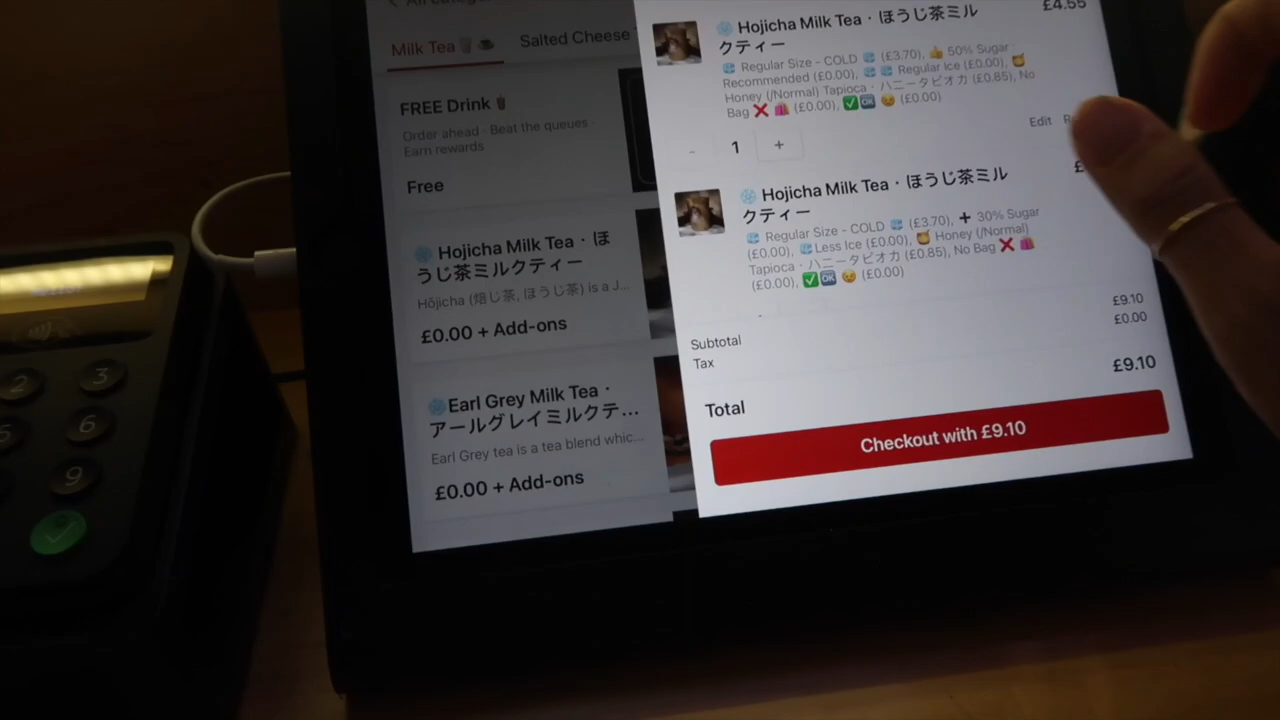 Milk Tea
Salted Cheese
FREE Drink
Order ahead · Beat the queues ·
Earn rewards
Free
Hojicha Milk Tea · ほ
うじ茶ミルクティー
Hōjicha (焙じ茶, ほうじ茶) is a J...
£0.00 + Add-ons
Earl Grey Milk Tea ·
アールグレイミルクテ...
Earl Grey tea is a tea blend whic...
£0.00 + Add-ons
Hojicha Milk Tea · ほうじ茶ミル
クティー
£4.55
Regular Size - COLD 🧊 (£3.70), 👍 50% Sugar ·
Recommended (£0.00), 🧊 🧊 Regular Ice (£0.00), 🍯
Honey (/Normal) Tapioca · ハニータピオカ (£0.85), No
Bag ❌ 🛍️ (£0.00), ✅🆗 😉 (£0.00)
Edit
- 1 +
Hojicha Milk Tea · ほうじ茶ミル
クティー
£
Regular Size - COLD 🧊 (£3.70), ➕ 30% Sugar
(£0.00), 🧊Less Ice (£0.00), 🍯 Honey (/Normal)
Tapioca · ハニータピオカ (£0.85), No Bag ❌ 🛍️
(£0.00), ✅🆗 😉 (£0.00)
Subtotal £9.10
Tax £0.00
Total £9.10
Checkout with £9.10
2 3
5 6
9